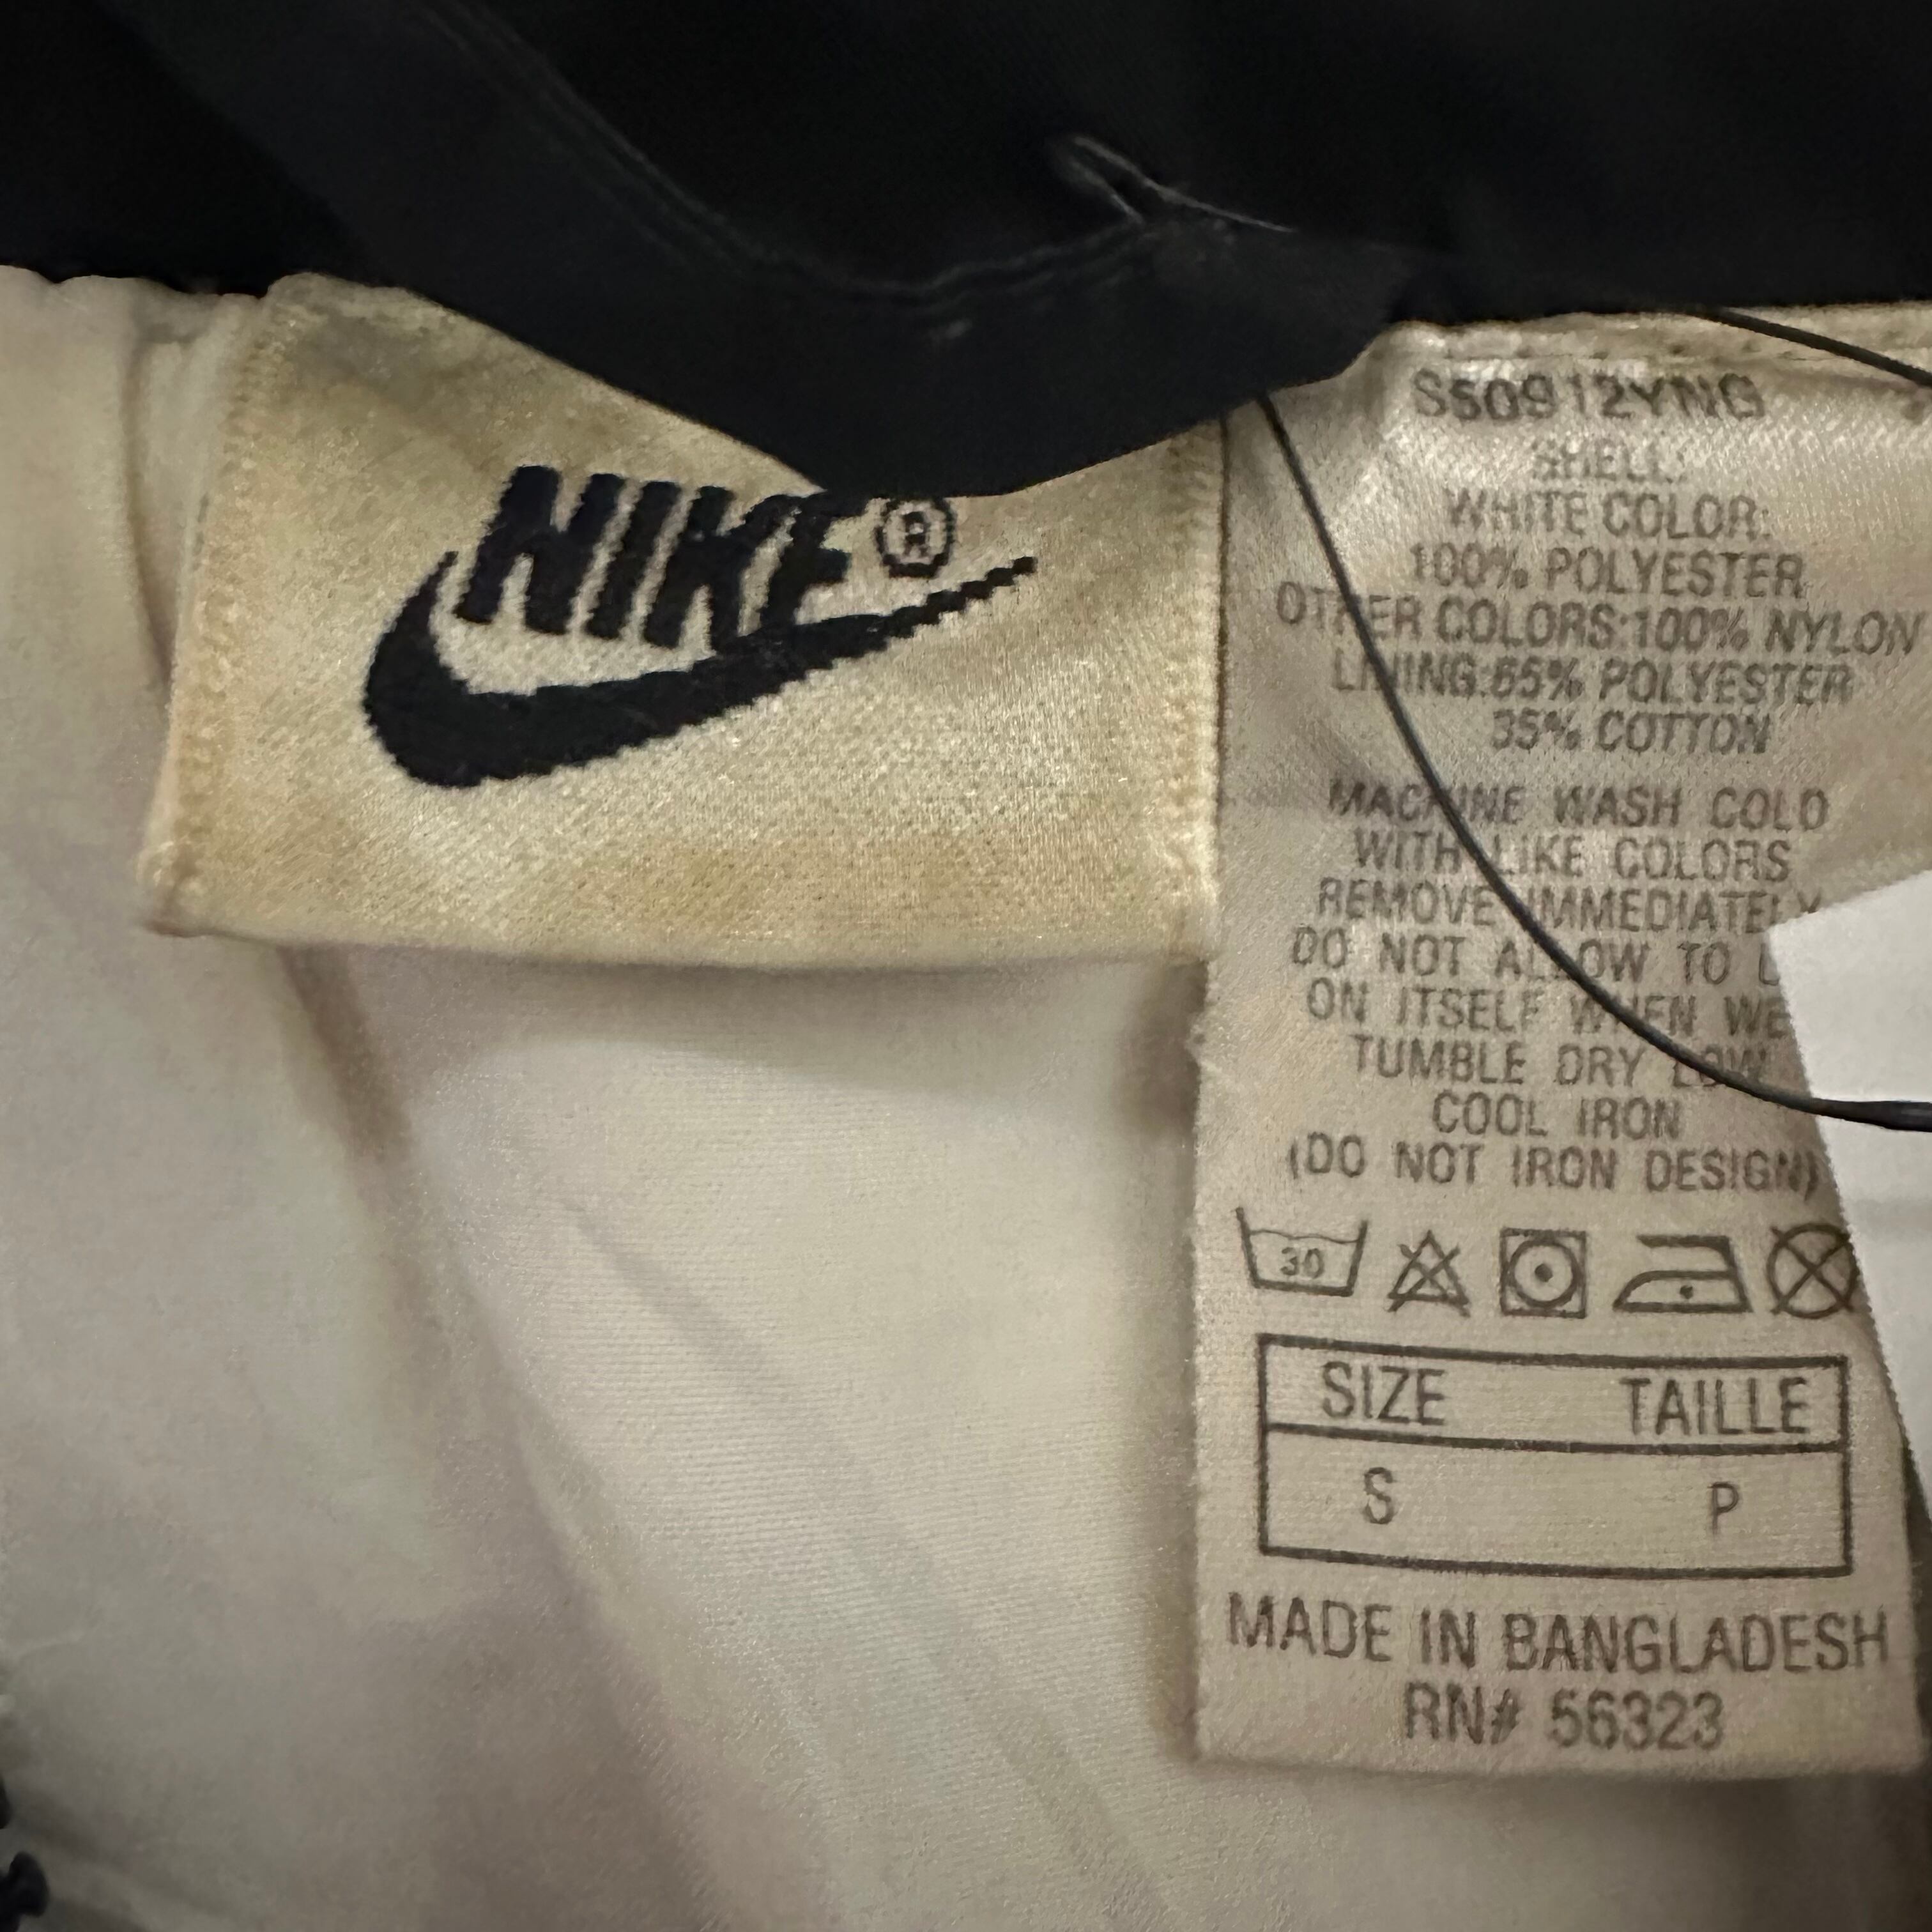 NIKE®
S50912YNG
SHELL:
WHITE COLOR:
100% POLYESTER
OTHER COLORS:100% NYLON
LINING:65% POLYESTER
35% COTTON
MACHINE WASH COLD
WITH LIKE COLORS
REMOVE IMMEDIATELY
DO NOT ALLOW TO
ON ITSELF WHEN
TUMBLE DRY LOW
COOL IRON
(DO NOT IRON DESIGN)
30
SIZE TAILLE
S P
MADE IN BANGLADESH
RN# 56323